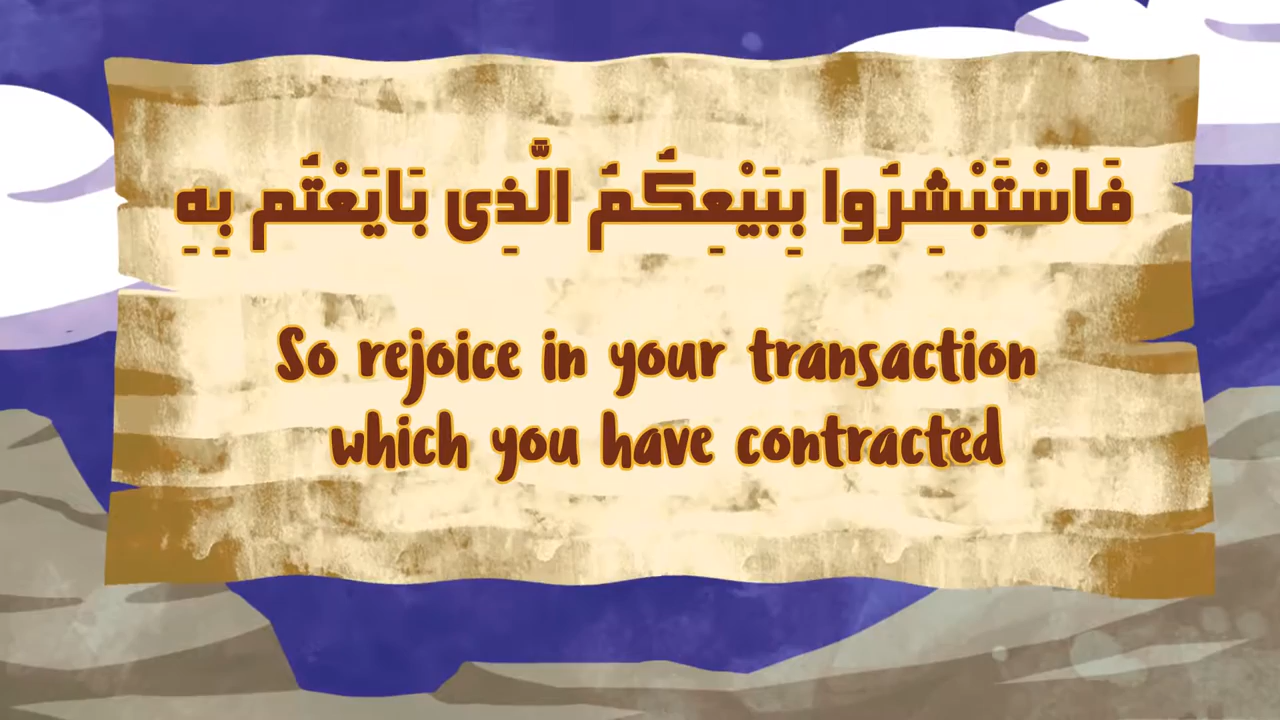 فَاسْتَبْشِرُوا بِبَيْعِكُمُ الَّذِى بَايَعْتُم بِهِ
So rejoice in your transaction
which you have contracted